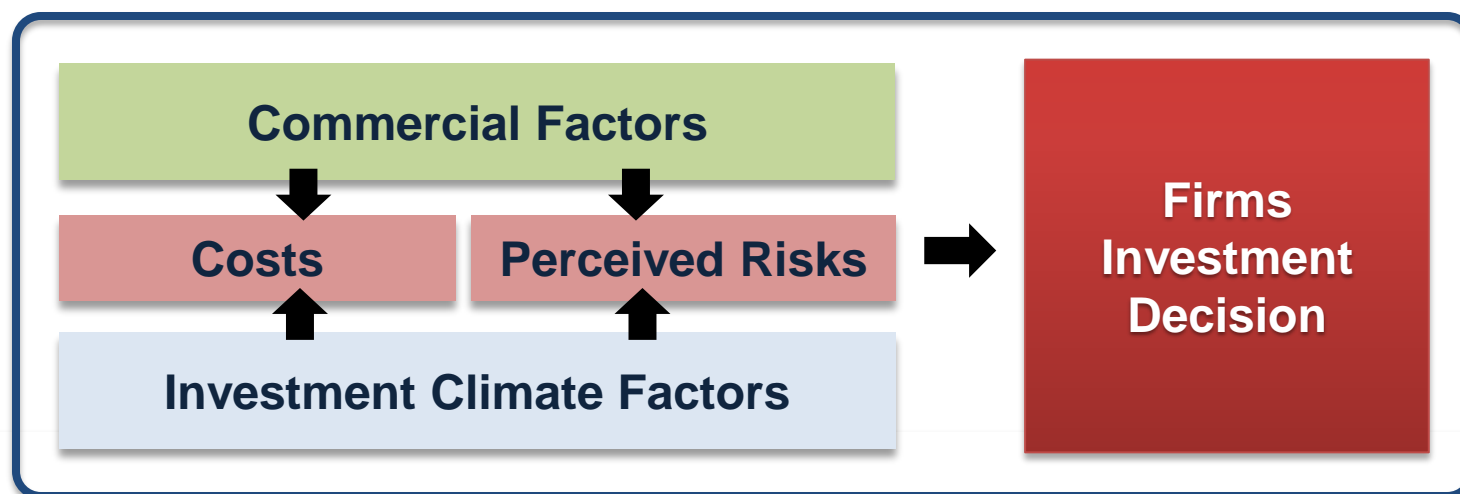 Commercial Factors
Costs
Perceived Risks
Investment Climate Factors
Firms
Investment
Decision